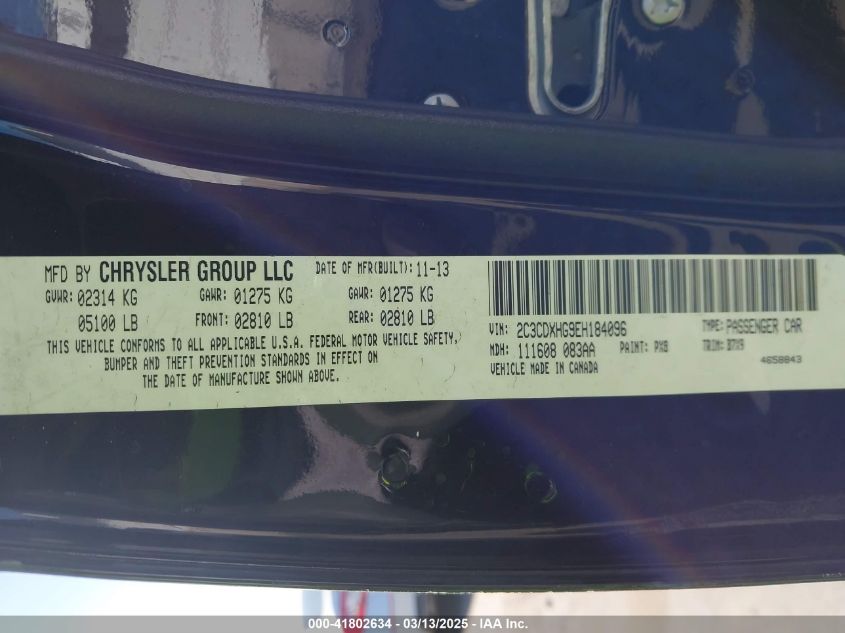 MFD BY CHRYSLER GROUP LLC DATE OF MFR(BUILT): 11-13
GVWR: 02314 KG GAWR: 01275 KG GAWR: 01275 KG
05100 LB FRONT: 02810 LB REAR: 02810 LB
THIS VEHICLE CONFORMS TO ALL APPLICABLE U.S.A. FEDERAL MOTOR VEHICLE SAFETY,
BUMPER AND THEFT PREVENTION STANDARDS IN EFFECT ON
THE DATE OF MANUFACTURE SHOWN ABOVE.
VIN: 2C3CDXHG9EH184096 TYPE: PASSENGER CAR
MDH: 111608 083AA PAINT: PX8 TRIM: B7X9
VEHICLE MADE IN CANADA 4658843
000-41802634 — 03/13/2025 — IAA Inc.